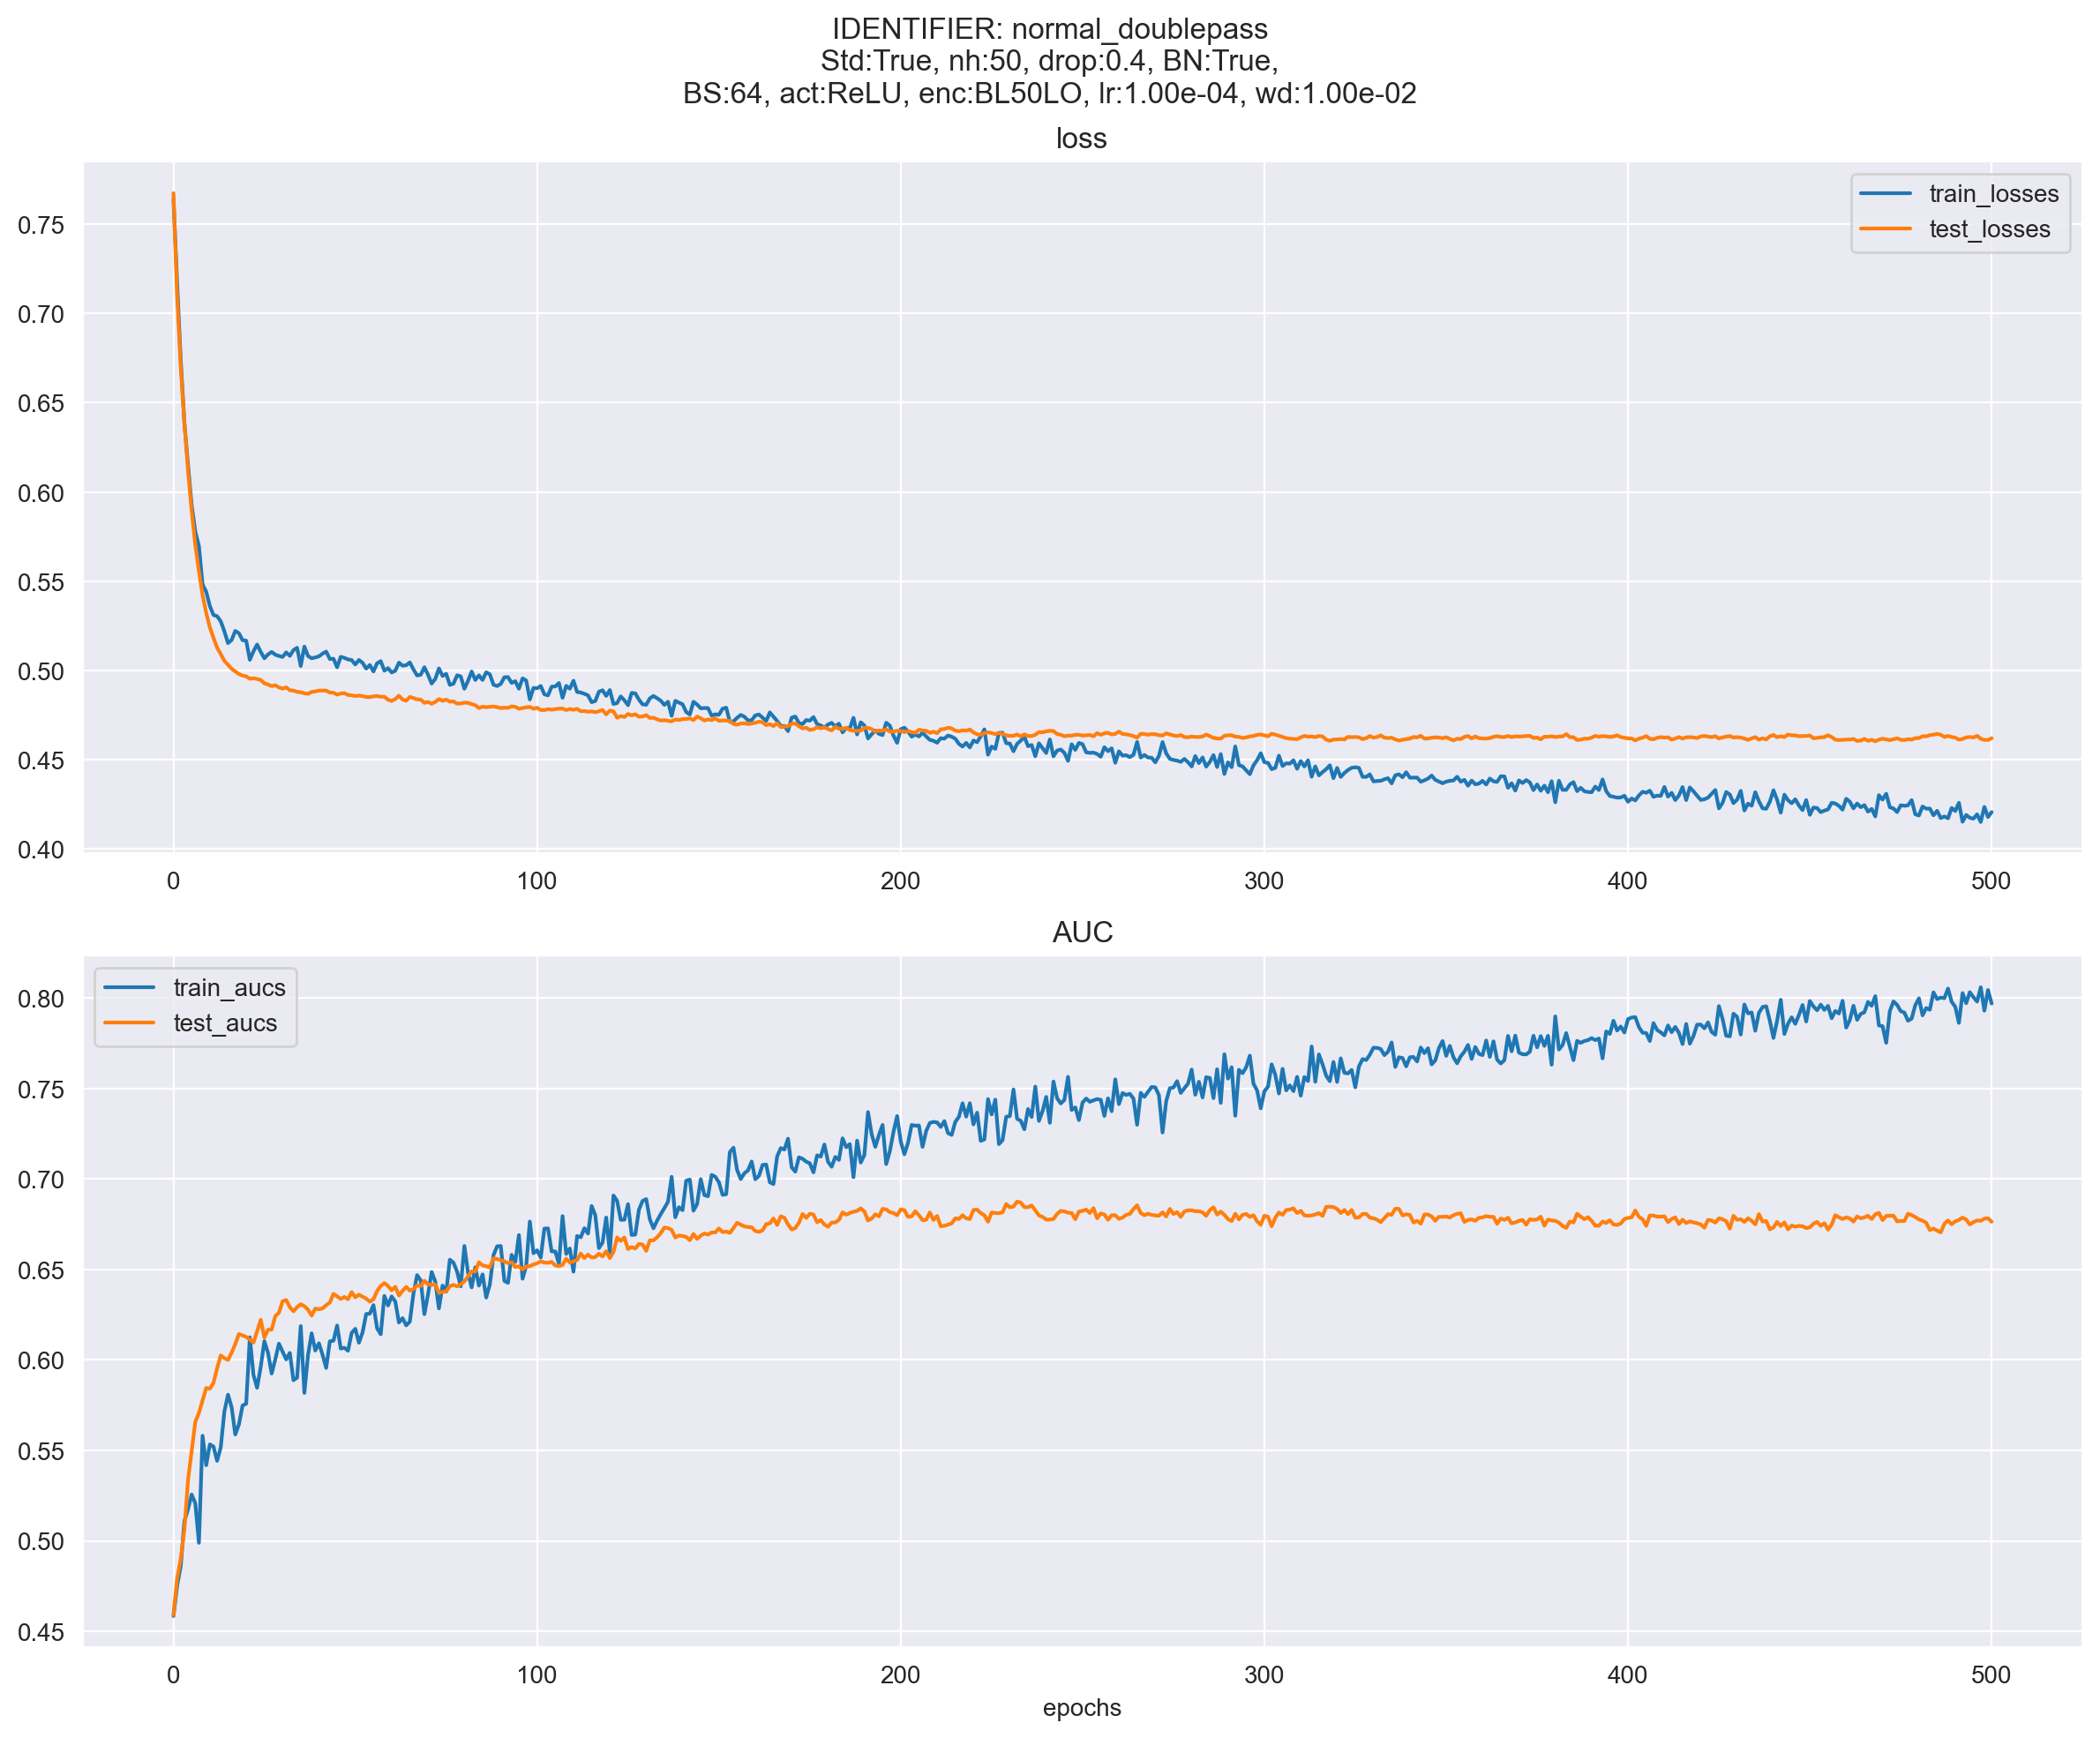 IDENTIFIER: normal_doublepass
Std:True, nh:50, drop:0.4, BN:True,
BS:64, act:ReLU, enc:BL50LO, lr:1.00e-04, wd:1.00e-02
loss
train_losses
test_losses
0.75
0.70
0.65
0.60
0.55
0.50
0.45
0.40
0 100 200 300 400 500
AUC
train_aucs
test_aucs
0.80
0.75
0.70
0.65
0.60
0.55
0.50
0.45
0 100 200 300 400 500
epochs